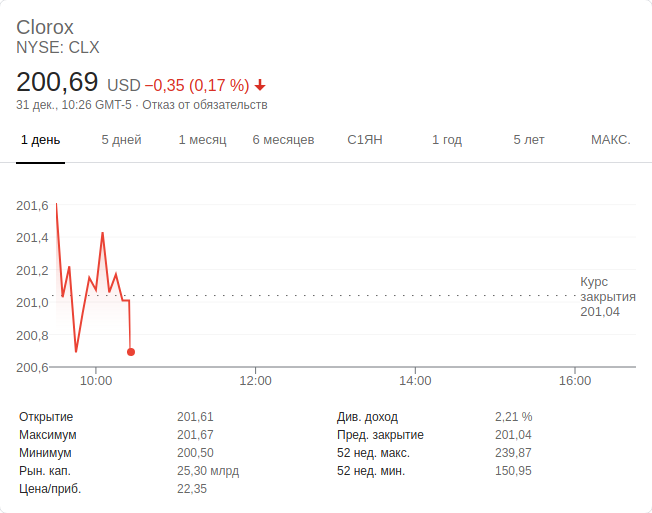 Clorox
NYSE: CLX
200,69 USD −0,35 (0,17 %)
31 дек., 10:26 GMT-5 · Отказ от обязательств
1 день 5 дней 1 месяц 6 месяцев С1ЯН 1 год 5 лет МАКС.
201,6
201,4
201,2
201,0
200,8
200,6
Курс
закрытия
201,04
10:00 12:00 14:00 16:00
Открытие 201,61 Див. доход 2,21 %
Максимум 201,67 Пред. закрытие 201,04
Минимум 200,50 52 нед. макс. 239,87
Рын. кап. 25,30 млрд 52 нед. мин. 150,95
Цена/приб. 22,35